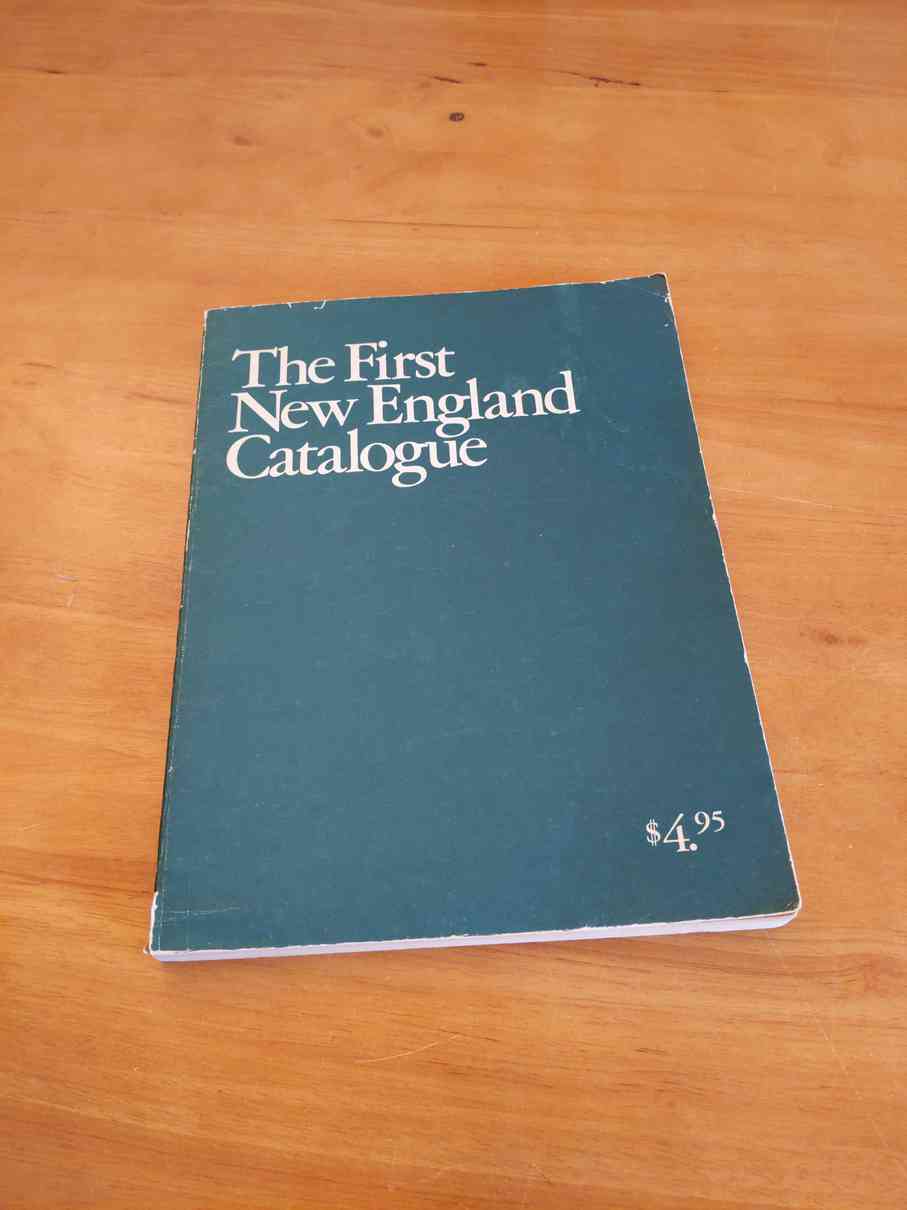 The First
New England
Catalogue
$4.95